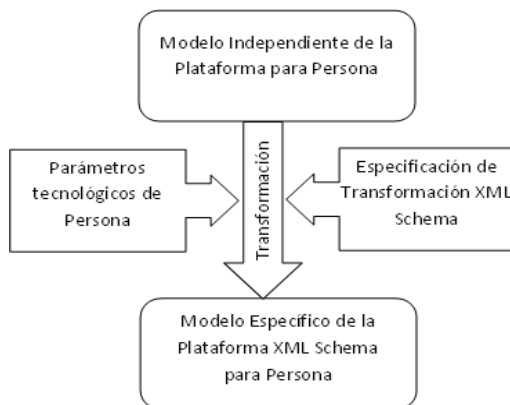 Modelo Independiente de la
Plataforma para Persona
Parámetros
tecnológicos de
Persona
Transformación
Especificación de
Transformación XML
Schema
Modelo Específico de la
Plataforma XML Schema
para Persona